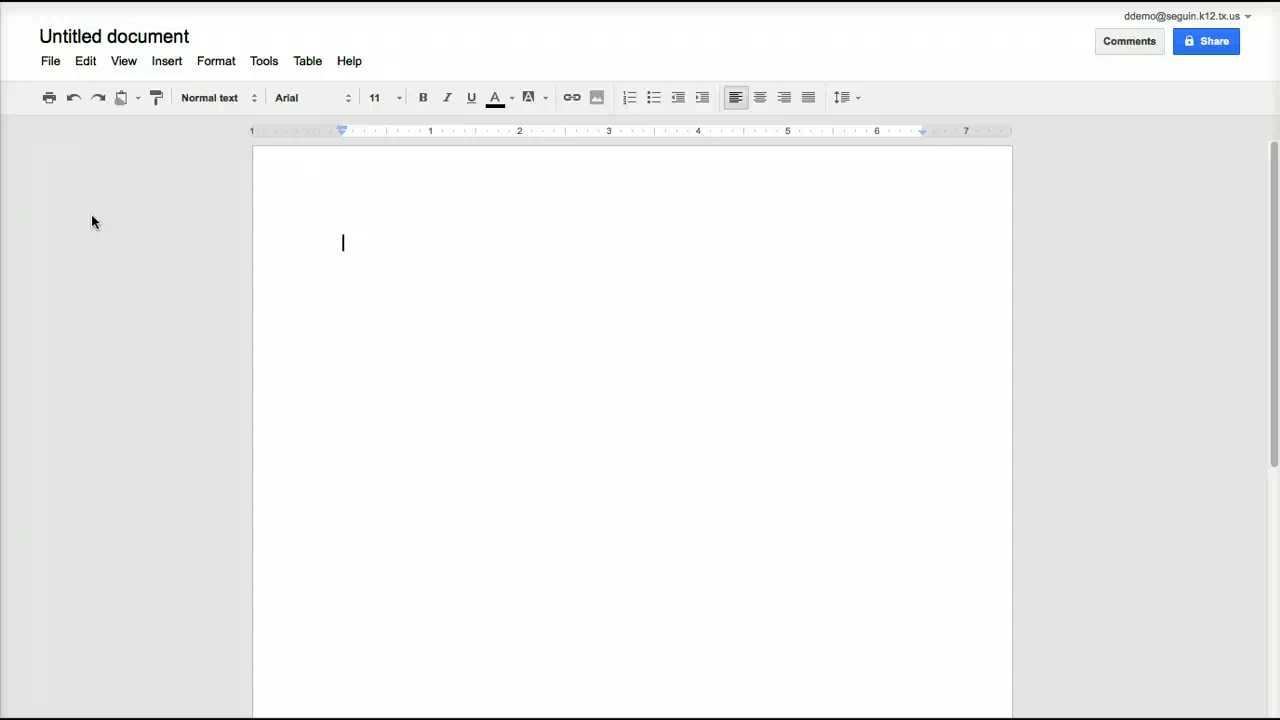 ddemo@seguin.k12.tx.us
Untitled document
Comments Share
File Edit View Insert Format Tools Table Help
Normal text Arial 11 B I U A A
1 1 2 3 4 5 6 7